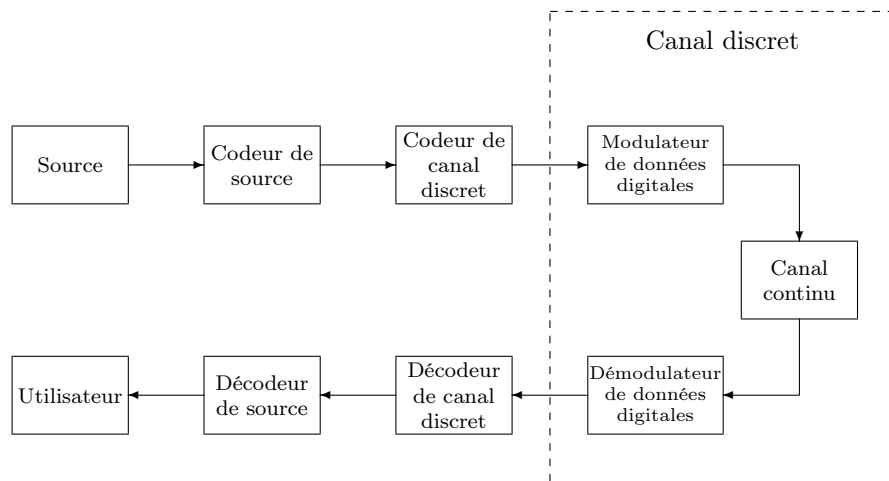 Canal discret
Source
Codeur de
source
Codeur de
canal
discret
Modulateur
de données
digitales
Canal
continu
Utilisateur
Décodeur
de source
Décodeur
de canal
discret
Démodulateur
de données
digitales